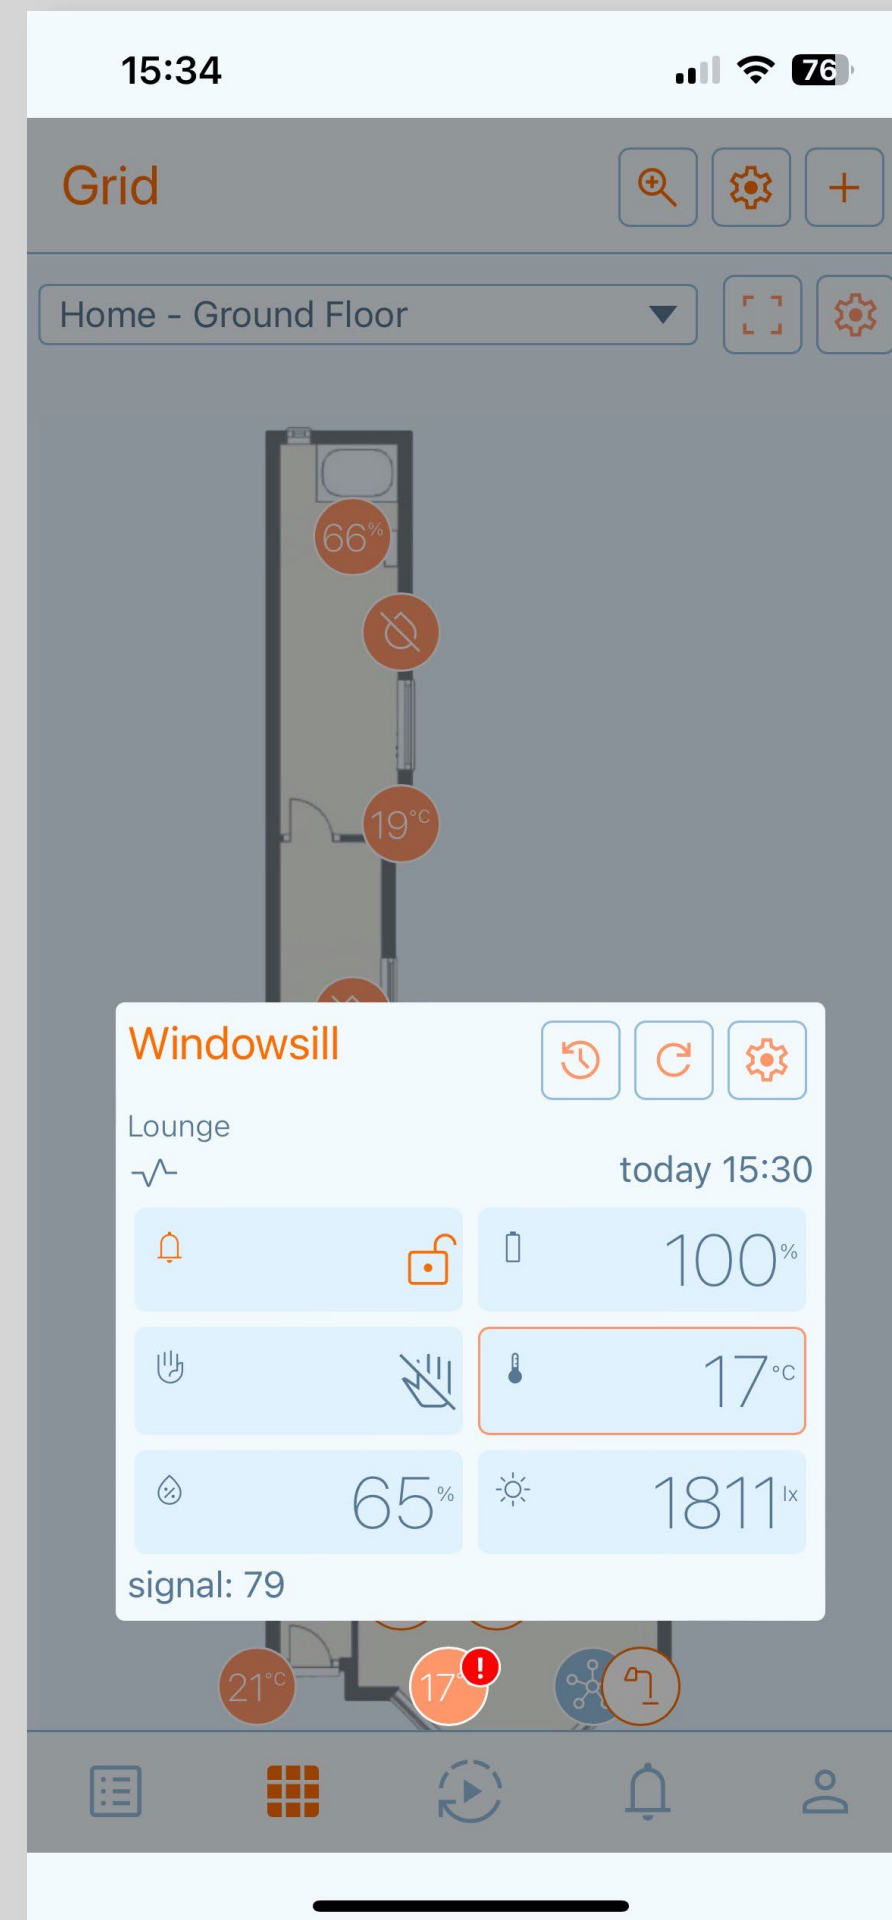 15:34
76
Grid
Home - Ground Floor
66%
19°C
Windowsill
Lounge
today 15:30
100%
17°C
65%
1811lx
signal: 79
21°C
17°
!